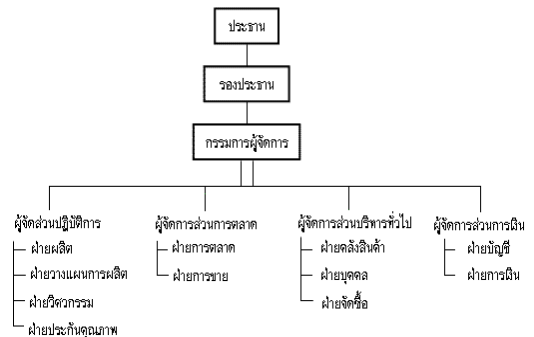 ประธาน
รองประธาน
กรรมการผู้จัดการ
ผู้จัดส่วนปฏิบัติการ
ฝ่ายผลิต
ฝ่ายวางแผนการผลิต
ฝ่ายวิศวกรรม
ฝ่ายประกันคุณภาพ
ผู้จัดการส่วนการตลาด
ฝ่ายการตลาด
ฝ่ายการขาย
ผู้จัดการส่วนบริหารทั่วไป
ฝ่ายคลังสินค้า
ฝ่ายบุคคล
ฝ่ายจัดซื้อ
ผู้จัดการส่วนการเงิน
ฝ่ายบัญชี
ฝ่ายการเงิน